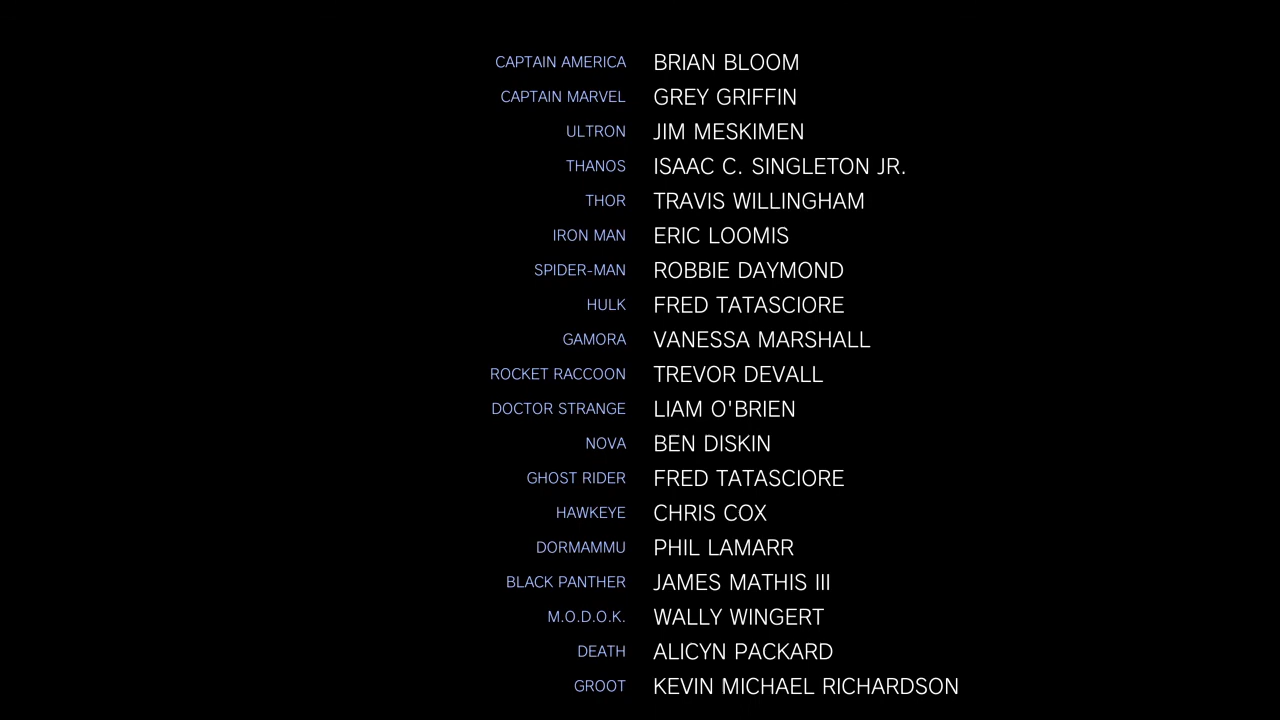 CAPTAIN AMERICA BRIAN BLOOM
CAPTAIN MARVEL GREY GRIFFIN
ULTRON JIM MESKIMEN
THANOS ISAAC C. SINGLETON JR.
THOR TRAVIS WILLINGHAM
IRON MAN ERIC LOOMIS
SPIDER-MAN ROBBIE DAYMOND
HULK FRED TATASCIORE
GAMORA VANESSA MARSHALL
ROCKET RACCOON TREVOR DEVALL
DOCTOR STRANGE LIAM O'BRIEN
NOVA BEN DISKIN
GHOST RIDER FRED TATASCIORE
HAWKEYE CHRIS COX
DORMAMMU PHIL LAMARR
BLACK PANTHER JAMES MATHIS III
M.O.D.O.K. WALLY WINGERT
DEATH ALICYN PACKARD
GROOT KEVIN MICHAEL RICHARDSON